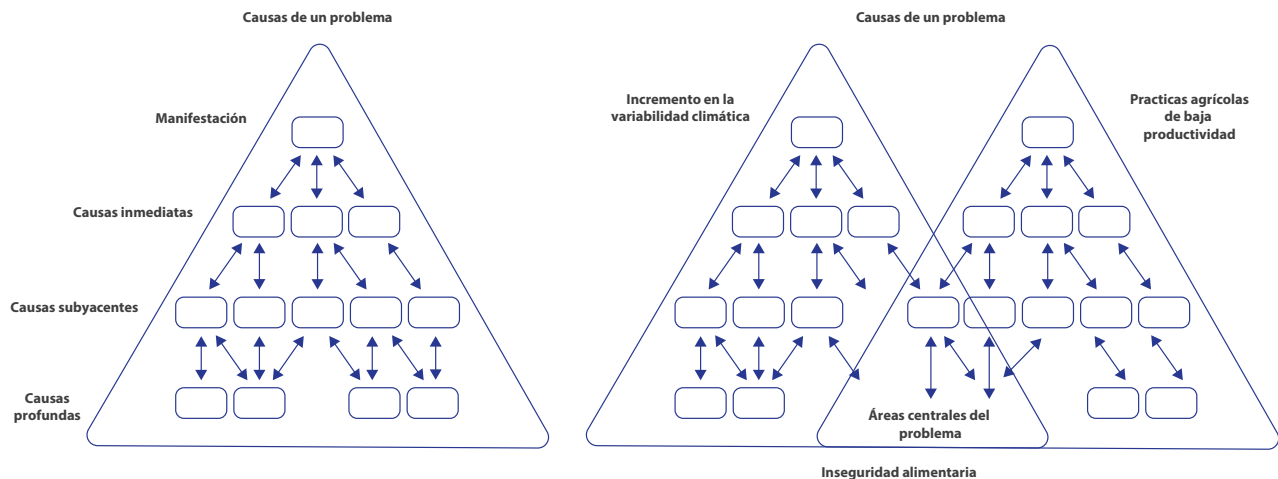 Causas de un problema
Manifestación
Causas inmediatas
Causas subyacentes
Causas
profundas
Causas de un problema
Incremento en la
variabilidad climática
Practicas agrícolas
de baja
productividad
Áreas centrales del
problema
Inseguridad alimentaria